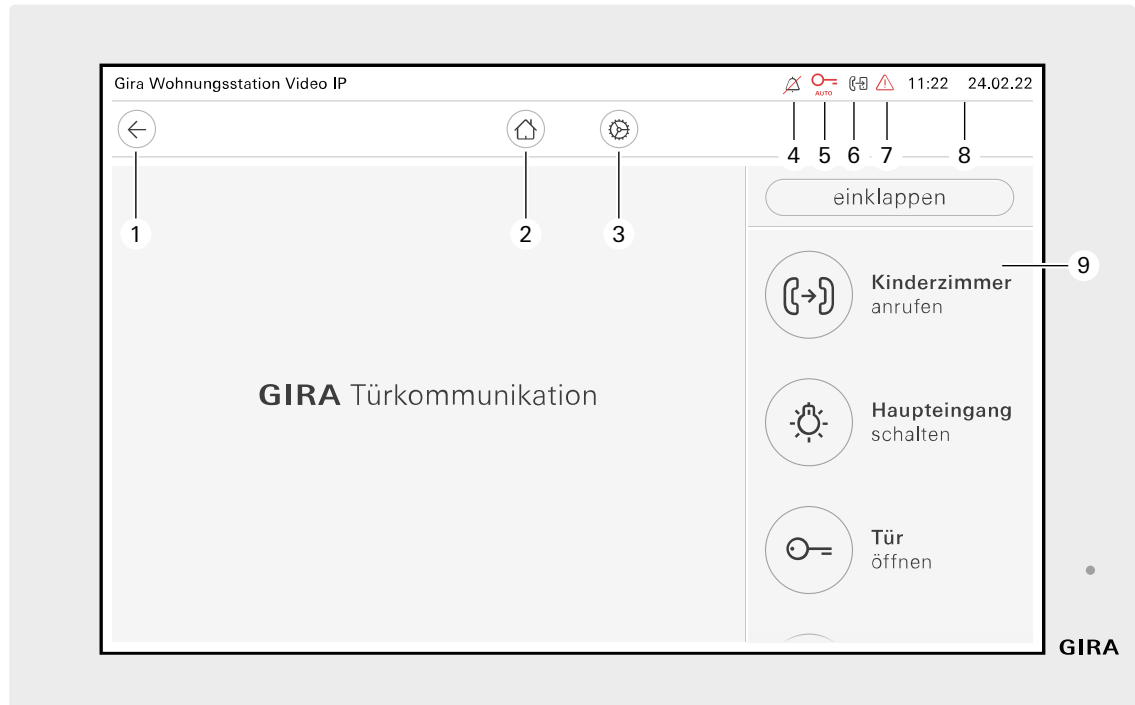 Gira Wohnungsstation Video IP
AUTO
11:22 24.02.22
4 5 6 7 8
1 2 3
einklappen
9
Kinderzimmer
anrufen
GIRA Türkommunikation
Haupteingang
schalten
Tür
öffnen
GIRA